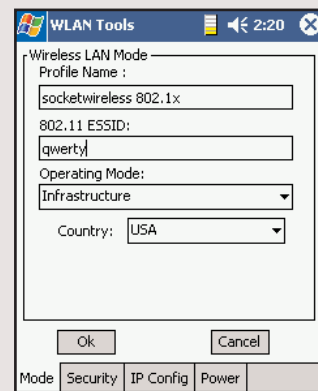 WLAN Tools 2:20
Wireless LAN Mode
Profile Name :
socketwireless 802.1x
802.11 ESSID:
qwerty
Operating Mode:
Infrastructure
Country: USA
Ok Cancel
Mode Security IP Config Power